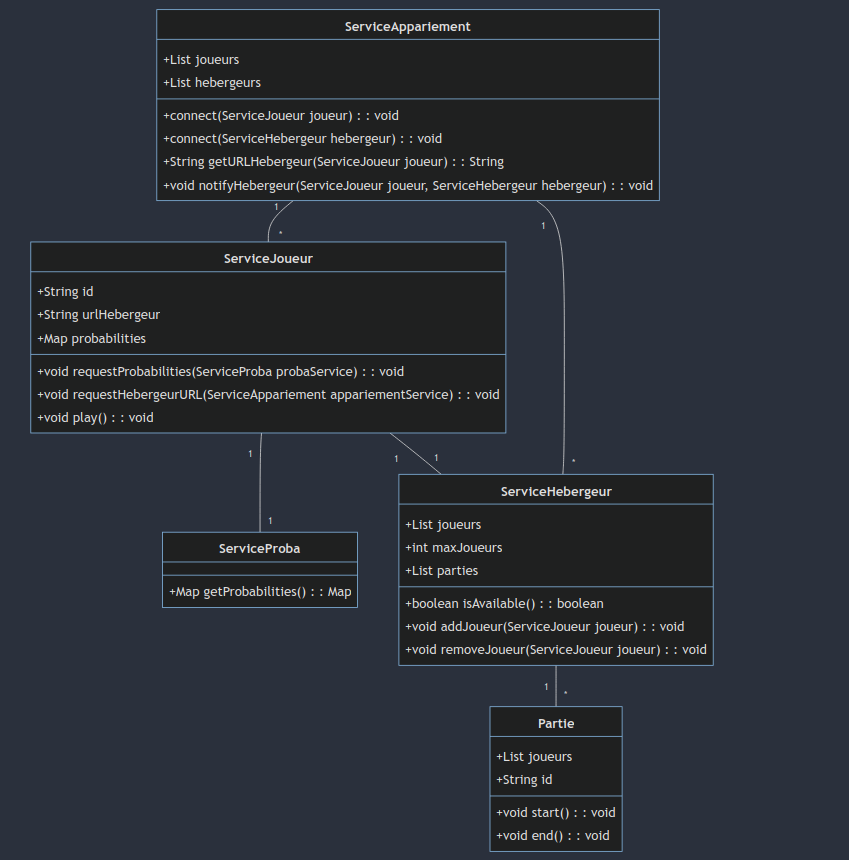 ServiceAppariement
+List joueurs
+List hebergeurs
+connect(ServiceJoueur joueur) : : void
+connect(ServiceHebergeur hebergeur) : : void
+String getURLHebergeur(ServiceJoueur joueur) : : String
+void notifyHebergeur(ServiceJoueur joueur, ServiceHebergeur hebergeur) : : void
1
1
*
ServiceJoueur
+String id
+String urlHebergeur
+Map probabilities
+void requestProbabilities(ServiceProba probaService) : : void
+void requestHebergeurURL(ServiceAppariement appariementService) : : void
+void play() : : void
1
1
1
*
1
ServiceHebergeur
+List joueurs
+int maxJoueurs
+List parties
+boolean isAvailable() : : boolean
+void addJoueur(ServiceJoueur joueur) : : void
+void removeJoueur(ServiceJoueur joueur) : : void
ServiceProba
+Map getProbabilities() : : Map
1
*
Partie
+List joueurs
+String id
+void start() : : void
+void end() : : void